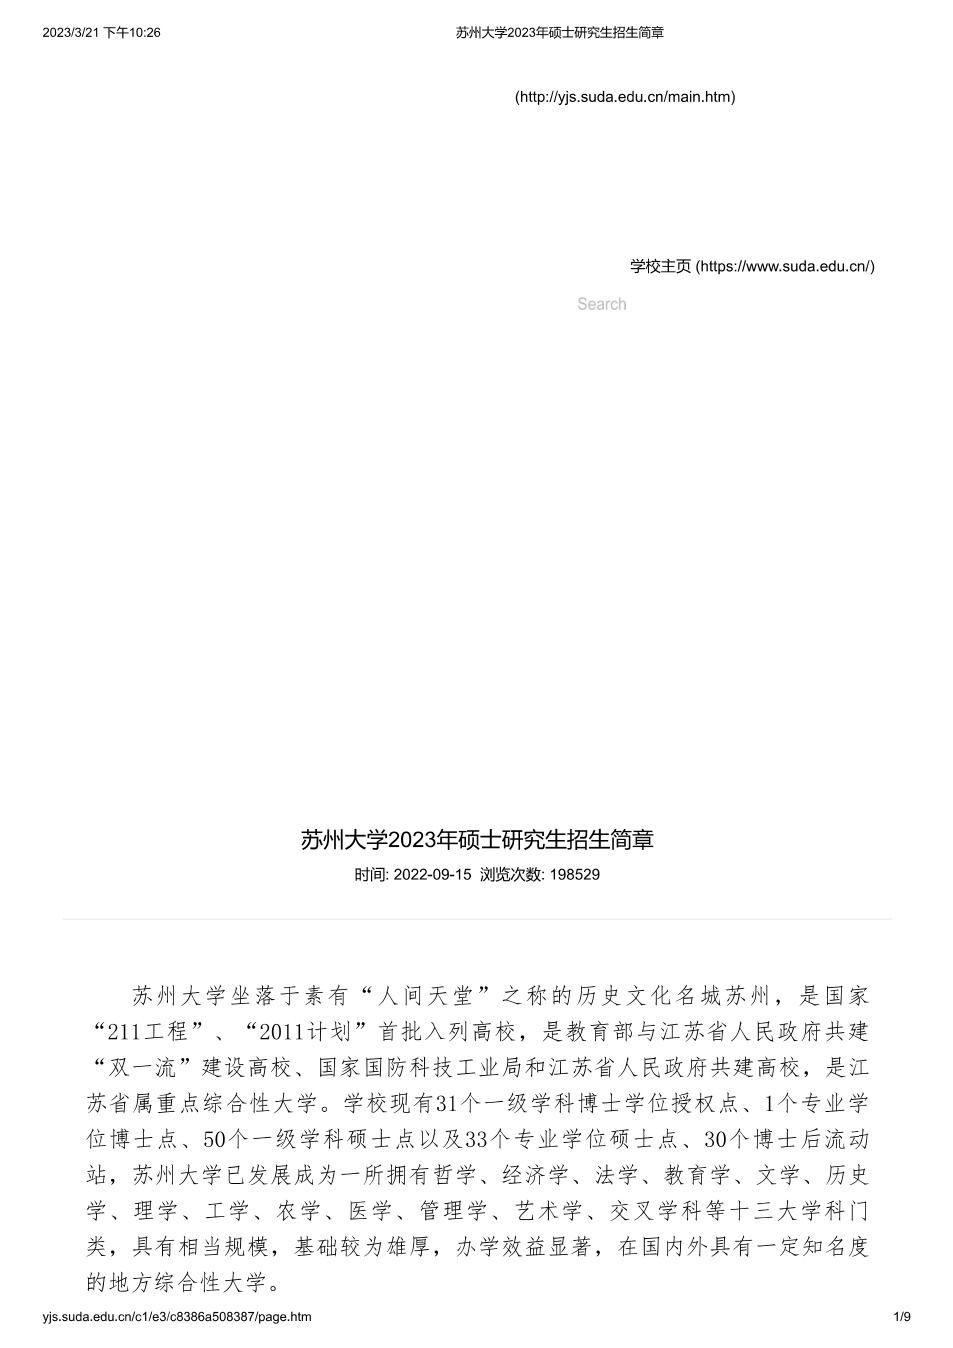 2023/3/21 下午10:26
苏州大学2023年硕士研究生招生简章
(http://yjs.suda.edu.cn/main.htm)
学校主页 (https://www.suda.edu.cn/)
Search
苏州大学2023年硕士研究生招生简章
时间: 2022-09-15 浏览次数: 198529
苏州大学坐落于素有“人间天堂”之称的历史文化名城苏州，是国家
“211工程”、“2011计划”首批入列高校，是教育部与江苏省人民政府共建
“双一流”建设高校、国家国防科技工业局和江苏省人民政府共建高校，是江
苏省属重点综合性大学。学校现有31个一级学科博士学位授权点、1个专业学
位博士点、50个一级学科硕士点以及33个专业学位硕士点、30个博士后流动
站，苏州大学已发展成为一所拥有哲学、经济学、法学、教育学、文学、历史
学、理学、工学、农学、医学、管理学、艺术学、交叉学科等十三大学科门
类，具有相当规模，基础较为雄厚，办学效益显著，在国内外具有一定知名度
的地方综合性大学。
yjs.suda.edu.cn/c1/e3/c8386a508387/page.htm
1/9